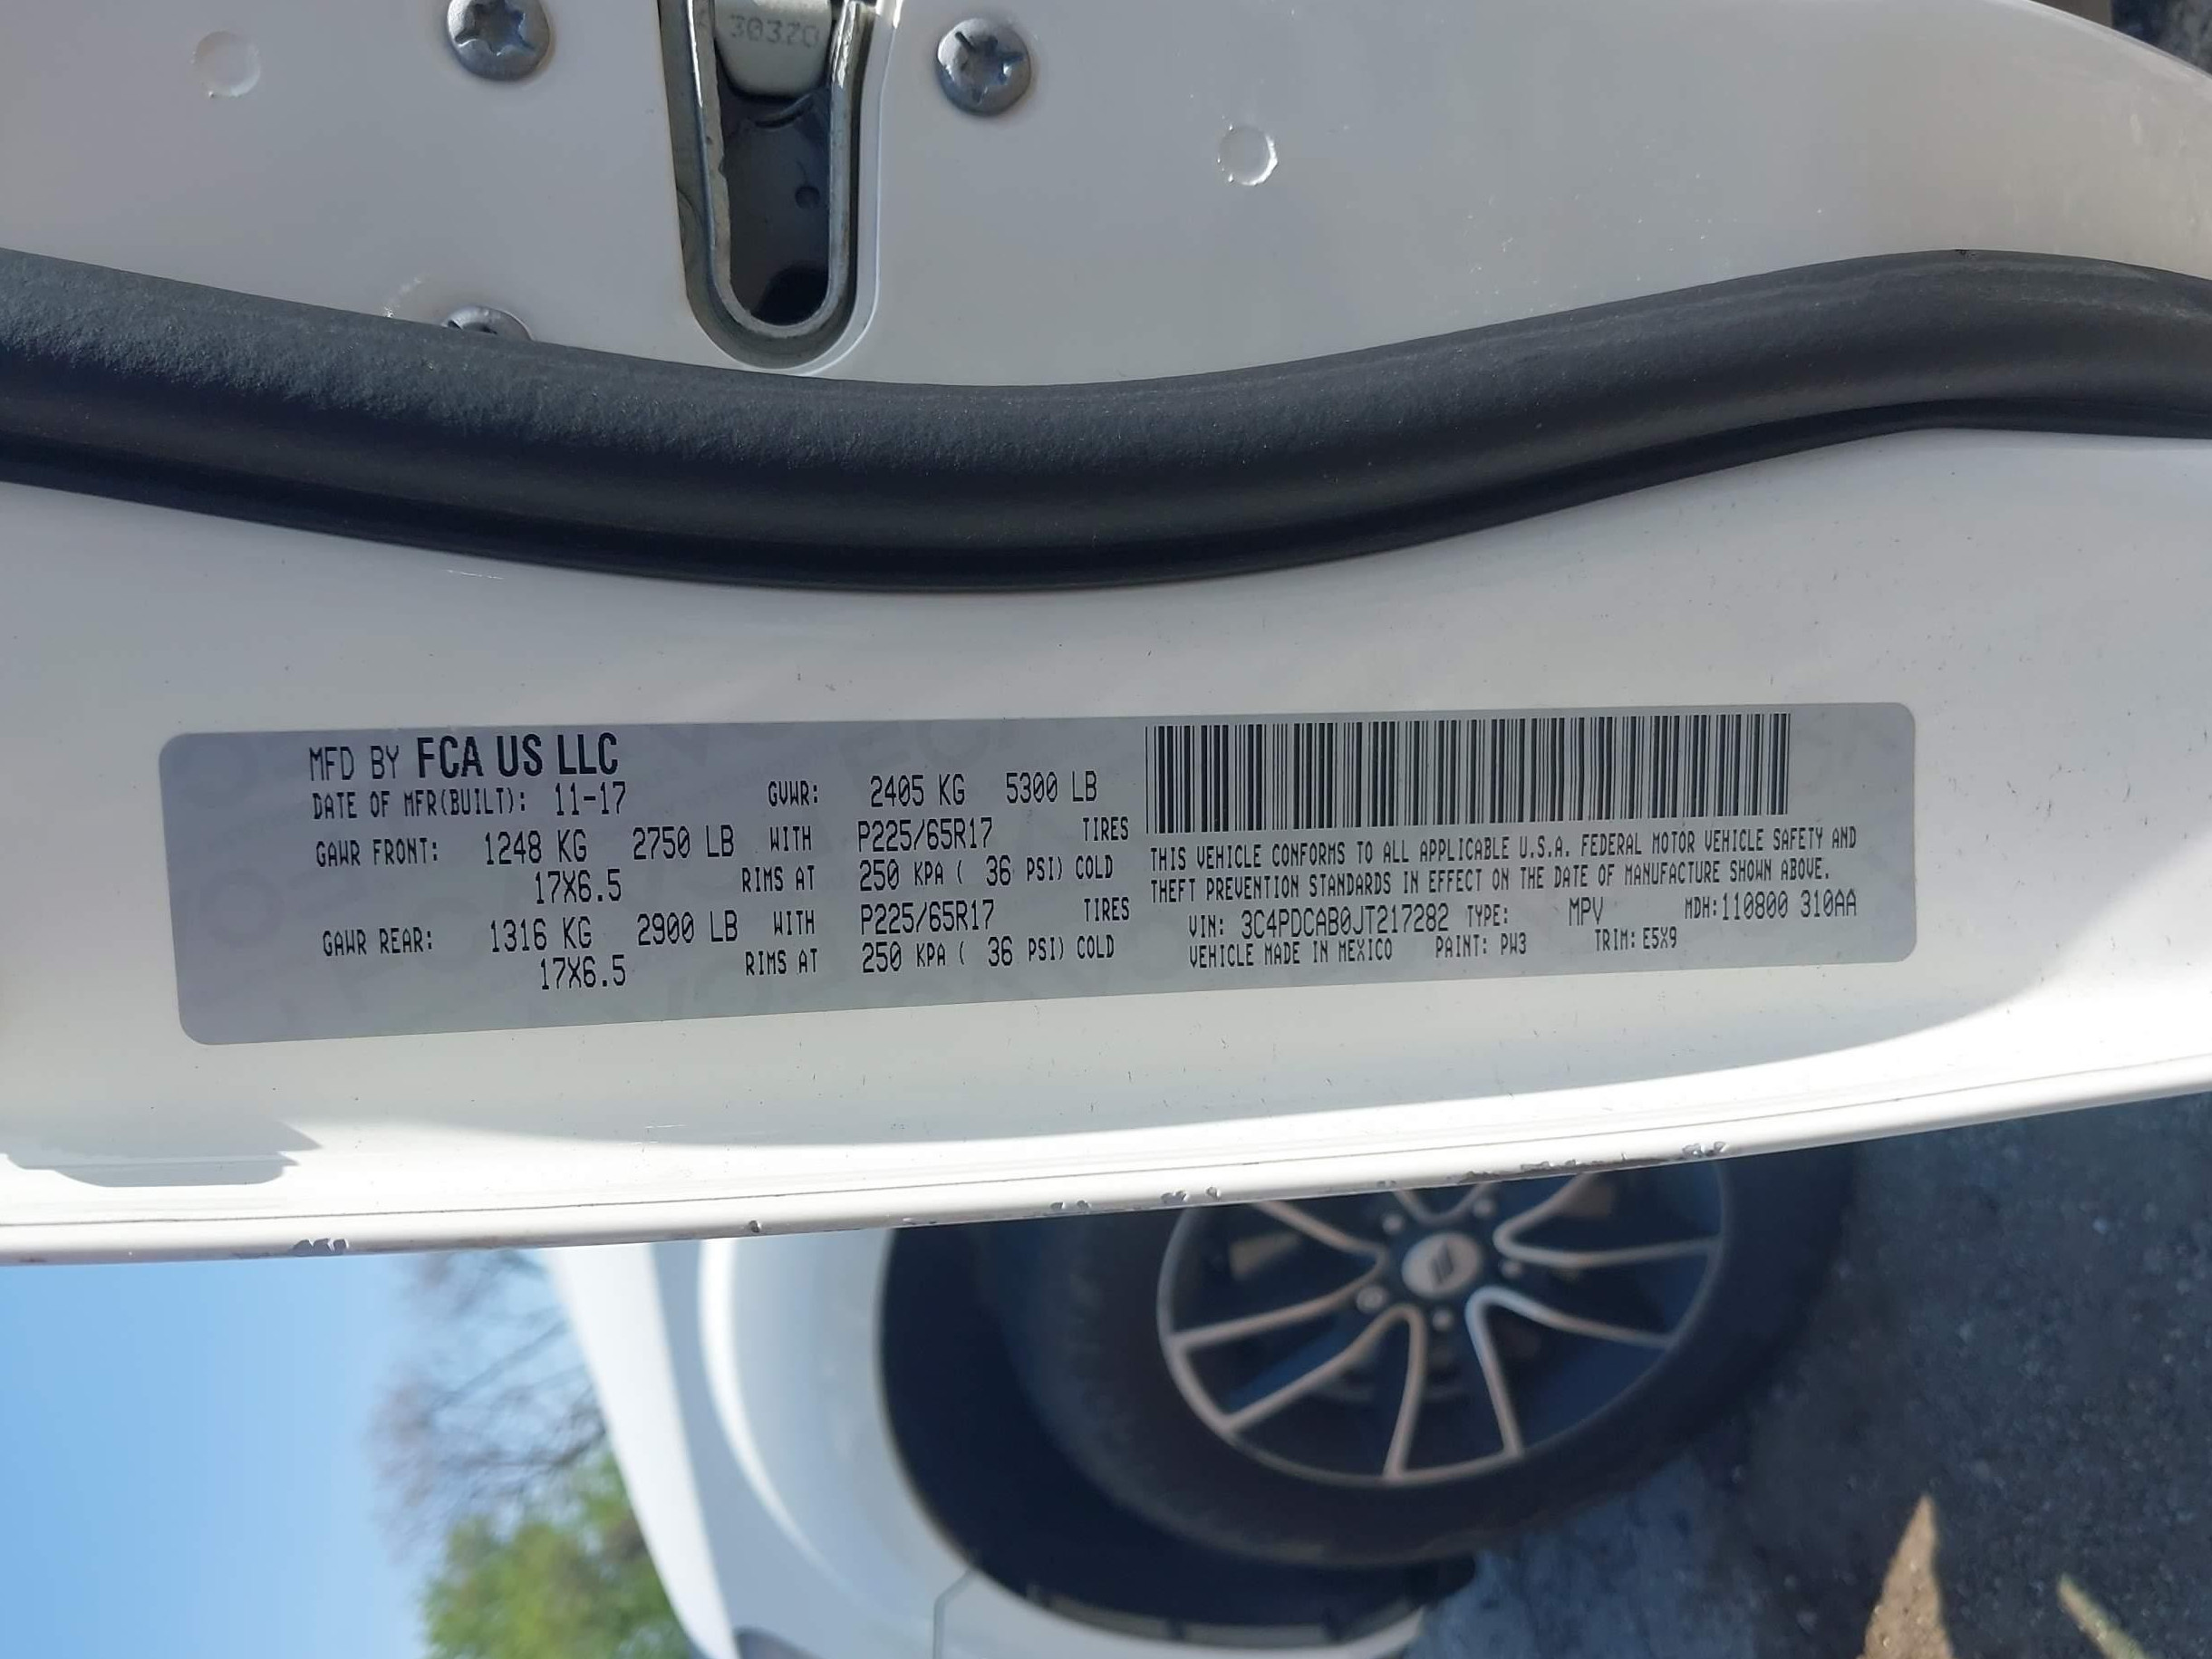 30370
MFD BY FCA US LLC
DATE OF MFR(BUILT): 11-17 GVWR: 2405 KG 5300 LB
GAWR FRONT: 1248 KG 2750 LB WITH P225/65R17 TIRES
17X6.5 RIMS AT 250 KPA ( 36 PSI) COLD
GAWR REAR: 1316 KG 2900 LB WITH P225/65R17 TIRES
17X6.5 RIMS AT 250 KPA ( 36 PSI) COLD
THIS VEHICLE CONFORMS TO ALL APPLICABLE U.S.A. FEDERAL MOTOR VEHICLE SAFETY AND
THEFT PREVENTION STANDARDS IN EFFECT ON THE DATE OF MANUFACTURE SHOWN ABOVE.
VIN: 3C4PDCAB0JT217282 TYPE: MPV MDH:110800 310AA
VEHICLE MADE IN MEXICO PAINT: PW3 TRIM: E5X9